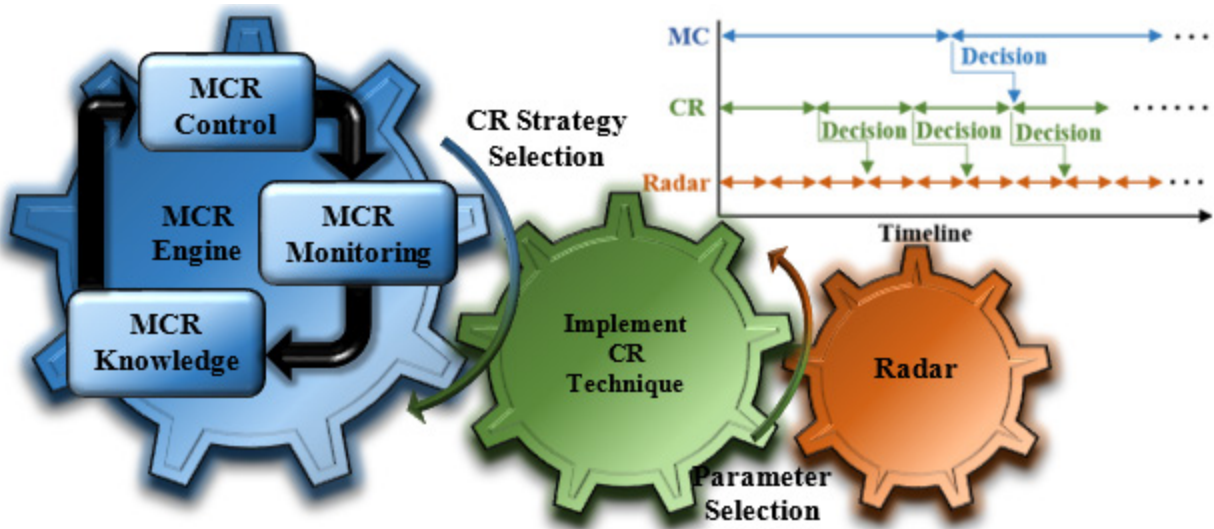 MCR
Control
MCR
Engine
MCR
Monitoring
MCR
Knowledge
CR Strategy
Selection
Implement
CR
Technique
Parameter
Selection
Radar
MC
Decision
CR
Decision Decision Decision
Radar
Timeline